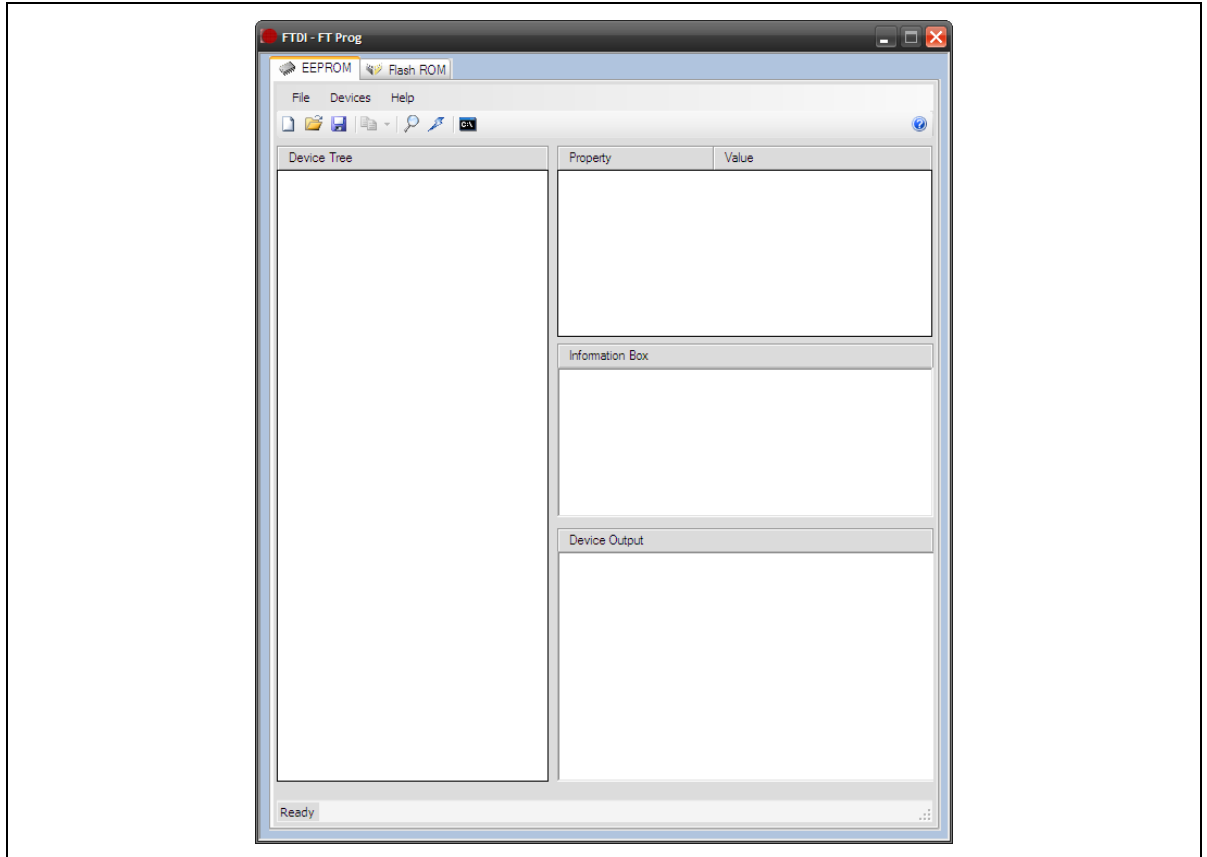 FTDI - FT Prog
EEPROM Flash ROM
File Devices Help
C:\
Device Tree
Property Value
Information Box
Device Output
Ready